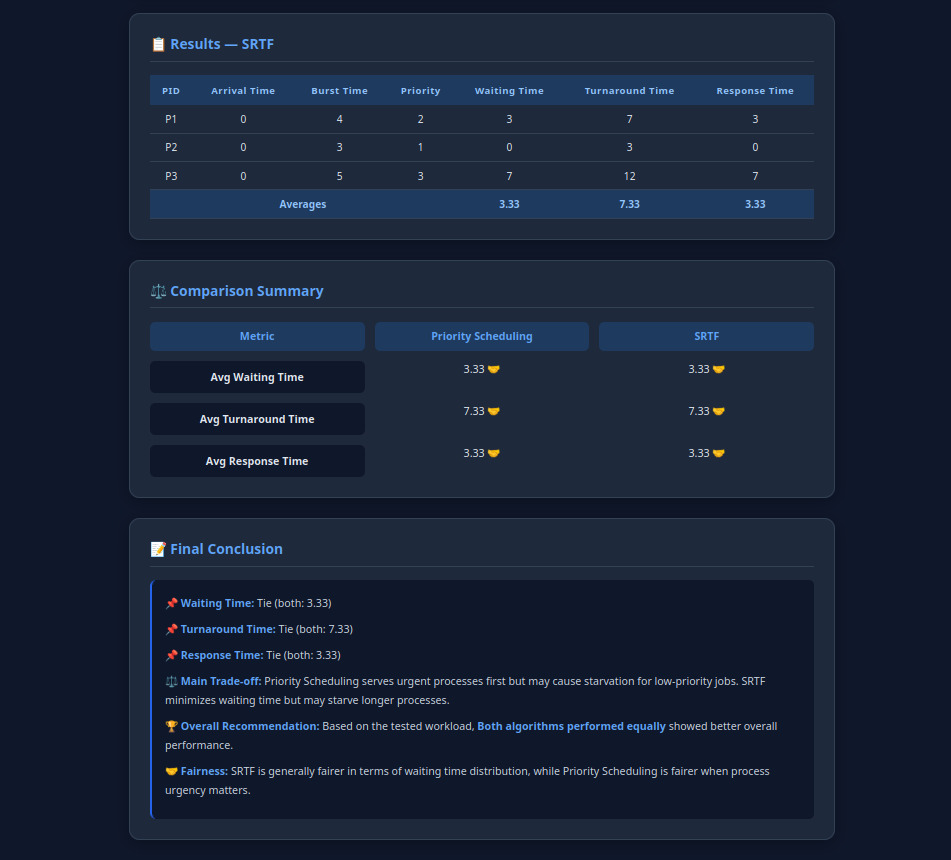 📋 Results — SRTF
PID Arrival Time Burst Time Priority Waiting Time Turnaround Time Response Time
P1 0 4 2 3 7 3
P2 0 3 1 0 3 0
P3 0 5 3 7 12 7
Averages 3.33 7.33 3.33
⚖️ Comparison Summary
Metric Priority Scheduling SRTF
Avg Waiting Time 3.33 🤝 3.33 🤝
Avg Turnaround Time 7.33 🤝 7.33 🤝
Avg Response Time 3.33 🤝 3.33 🤝
📝 Final Conclusion
📌 Waiting Time: Tie (both: 3.33)
📌 Turnaround Time: Tie (both: 7.33)
📌 Response Time: Tie (both: 3.33)
⚖️ Main Trade-off: Priority Scheduling serves urgent processes first but may cause starvation for low-priority jobs. SRTF
minimizes waiting time but may starve longer processes.
🏆 Overall Recommendation: Based on the tested workload, Both algorithms performed equally showed better overall
performance.
🤝 Fairness: SRTF is generally fairer in terms of waiting time distribution, while Priority Scheduling is fairer when process
urgency matters.